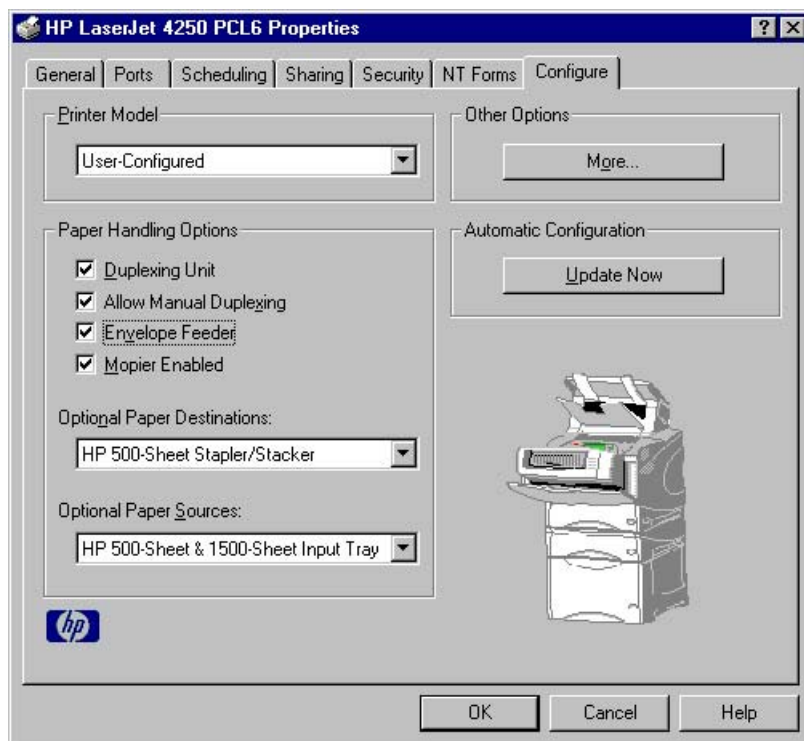 HP LaserJet 4250 PCL6 Properties
General Ports Scheduling Sharing Security NT Forms Configure
Printer Model
User-Configured
Other Options
More...
Paper Handling Options
Duplexing Unit
Allow Manual Duplexing
Envelope Feeder
Mopier Enabled
Automatic Configuration
Update Now
Optional Paper Destinations:
HP 500-Sheet Stapler/Stacker
Optional Paper Sources:
HP 500-Sheet & 1500-Sheet Input Tray
hp
OK Cancel Help